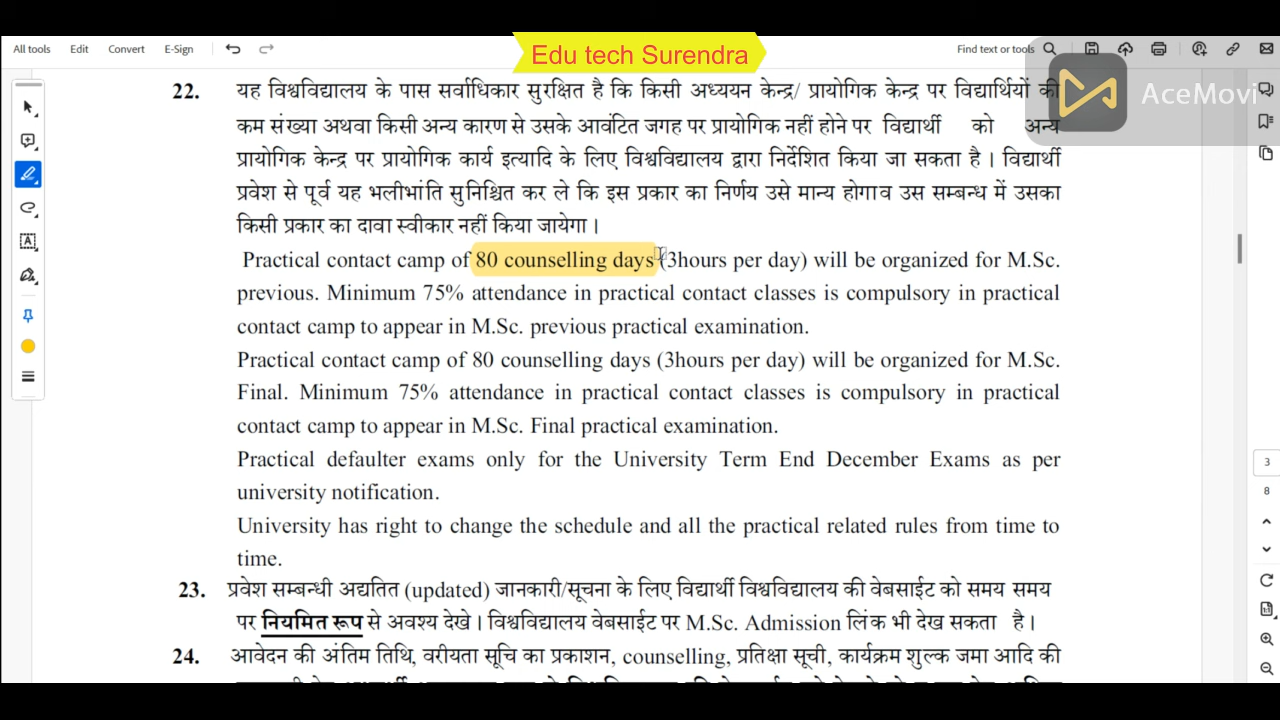 Edu tech Surendra
All tools Edit Convert E-Sign Find text or tools
AceMovi
22. यह विश्वविद्यालय के पास सर्वाधिकार सुरक्षित है कि किसी अध्ययन केन्द्र/ प्रायोगिक केन्द्र पर विद्यार्थियों की
कम संख्या अथवा किसी अन्य कारण से उसके आवंटित जगह पर प्रायोगिक नहीं होने पर विद्यार्थी को अन्य
प्रायोगिक केन्द्र पर प्रायोगिक कार्य इत्यादि के लिए विश्वविद्यालय द्वारा निर्देशित किया जा सकता है। विद्यार्थी
प्रवेश से पूर्व यह भलीभांति सुनिश्चित कर ले कि इस प्रकार का निर्णय उसे मान्य होगाव उस सम्बन्ध में उसका
किसी प्रकार का दावा स्वीकार नहीं किया जायेगा।
Practical contact camp of 80 counselling days (3hours per day) will be organized for M.Sc.
previous. Minimum 75% attendance in practical contact classes is compulsory in practical
contact camp to appear in M.Sc. previous practical examination.
Practical contact camp of 80 counselling days (3hours per day) will be organized for M.Sc.
Final. Minimum 75% attendance in practical contact classes is compulsory in practical
contact camp to appear in M.Sc. Final practical examination.
Practical defaulter exams only for the University Term End December Exams as per
university notification.
University has right to change the schedule and all the practical related rules from time to
time.
23. प्रवेश सम्बन्धी अद्यतित (updated) जानकारी/सूचना के लिए विद्यार्थी विश्वविद्यालय की वेबसाईट को समय समय
पर नियमित रूप से अवश्य देखे। विश्वविद्यालय वेबसाईट पर M.Sc. Admission लिंक भी देख सकता है।
24. आवेदन की अंतिम तिथि, वरीयता सूचि का प्रकाशन, counselling, प्रतिक्षा सूची, कार्यक्रम शुल्क जमा आदि की
3
8